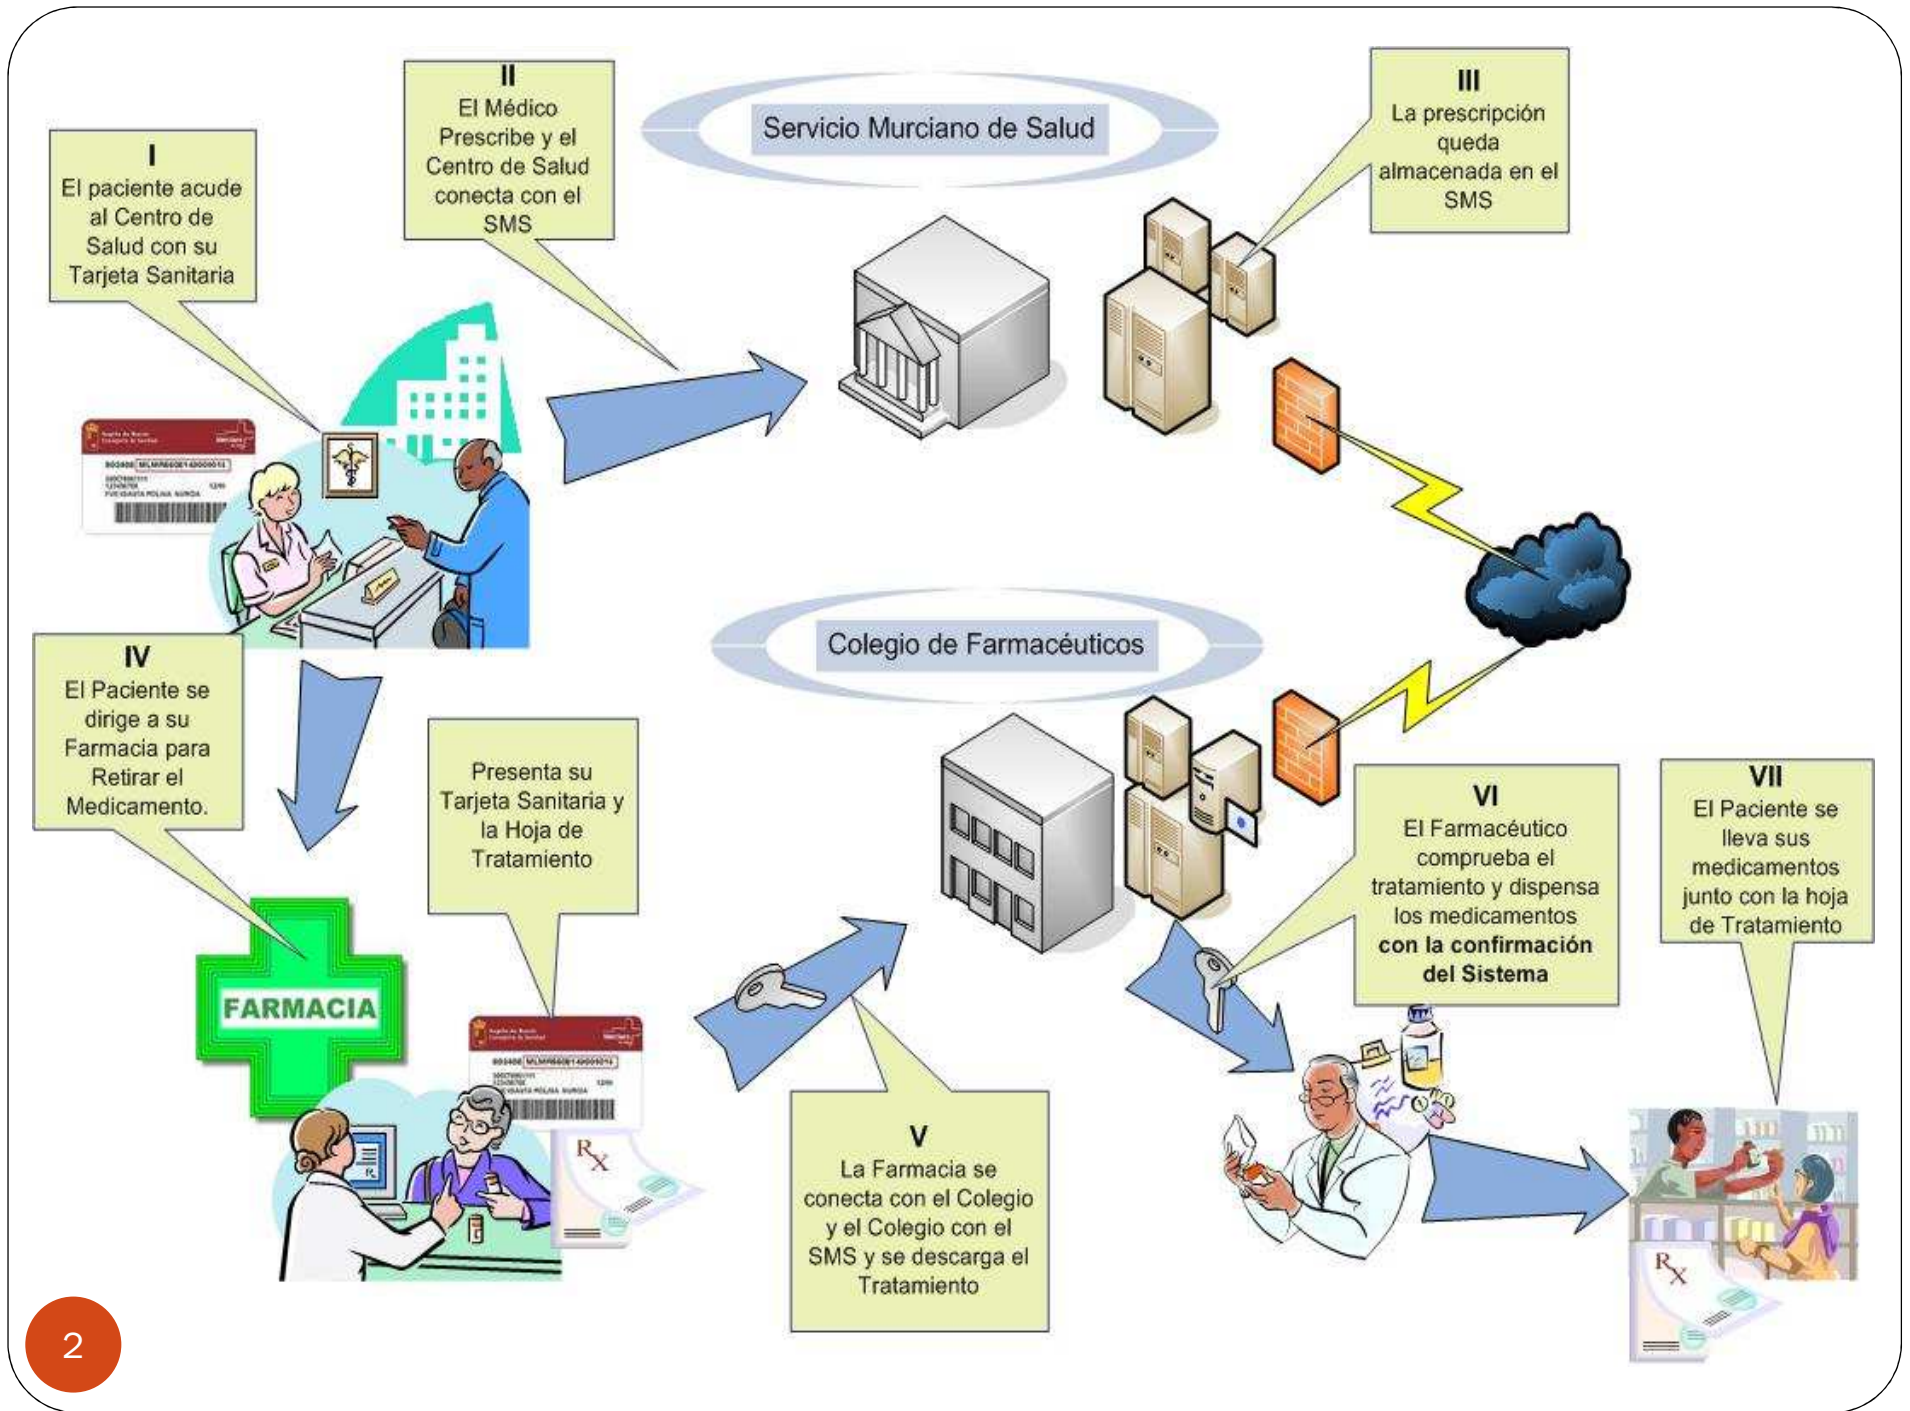 I
El paciente acude
al Centro de
Salud con su
Tarjeta Sanitaria
II
El Médico
Prescribe y el
Centro de Salud
conecta con el
SMS
Servicio Murciano de Salud
III
La prescripción
queda
almacenada en el
SMS
IV
El Paciente se
dirige a su
Farmacia para
Retirar el
Medicamento.
Presenta su
Tarjeta Sanitaria y
la Hoja de
Tratamiento
FARMACIA
Colegio de Farmacéuticos
V
La Farmacia se
conecta con el Colegio
y el Colegio con el
SMS y se descarga el
Tratamiento
VI
El Farmacéutico
comprueba el
tratamiento y dispensa
los medicamentos
con la confirmación
del Sistema
VII
El Paciente se
lleva sus
medicamentos
junto con la hoja
de Tratamiento
RX
RX
2